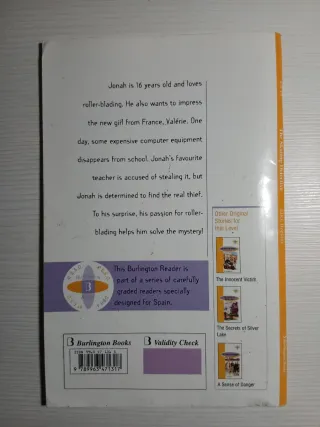 Jonah is 16 years old and loves
roller-blading. He also wants to impress
the new girl from France, Valérie. One
day, some expensive computer equipment
disappears from school. Jonah's favourite
teacher is accused of stealing it, but
Jonah is determined to find the real thief.
To his surprise, his passion for roller-
blading helps him solve the mystery!
Other Original
Stories for
this Level
The Innocent Victim
The Secrets of Silver
Lake
A Sense of Danger
3
This Burlington Reader is
part of a series of carefully
graded readers specially
designed for Spain.
Burlington Books
Validity Check
9 789963 471317